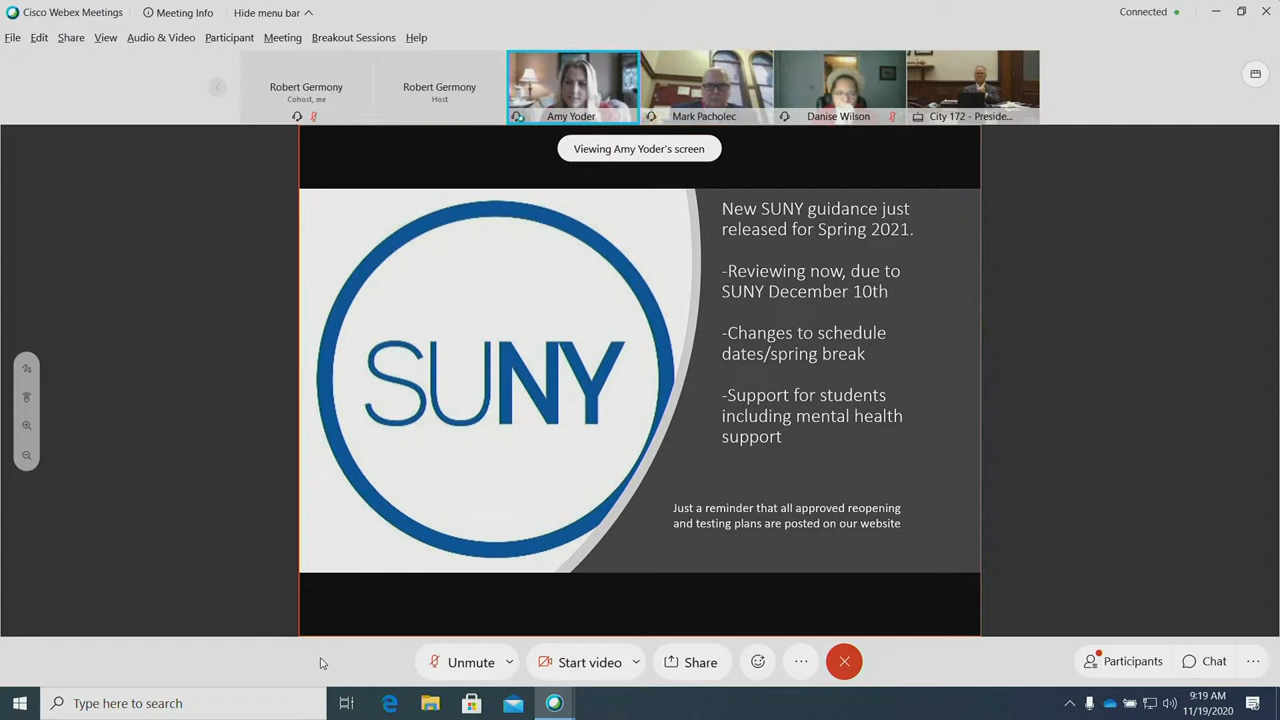 Cisco Webex Meetings
Meeting Info
Hide menu bar
Connected
File Edit Share View Audio & Video Participant Meeting Breakout Sessions Help
Robert Germony
Cohost, me
Robert Germony
Host
Amy Yoder
Mark Pacholec
Danise Wilson
City 172 - Preside...
Viewing Amy Yoder's screen
SUNY
New SUNY guidance just
released for Spring 2021.
-Reviewing now, due to
SUNY December 10th
-Changes to schedule
dates/spring break
-Support for students
including mental health
support
Just a reminder that all approved reopening
and testing plans are posted on our website
Unmute
Start video
Share
Participants
Chat
Type here to search
9:19 AM
11/19/2020